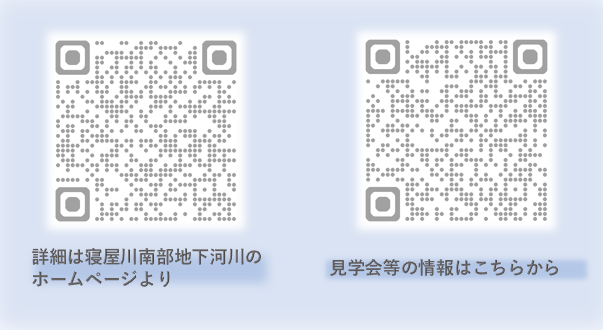 詳細は寝屋川南部地下河川の
ホームページより
見学会等の情報はこちらから